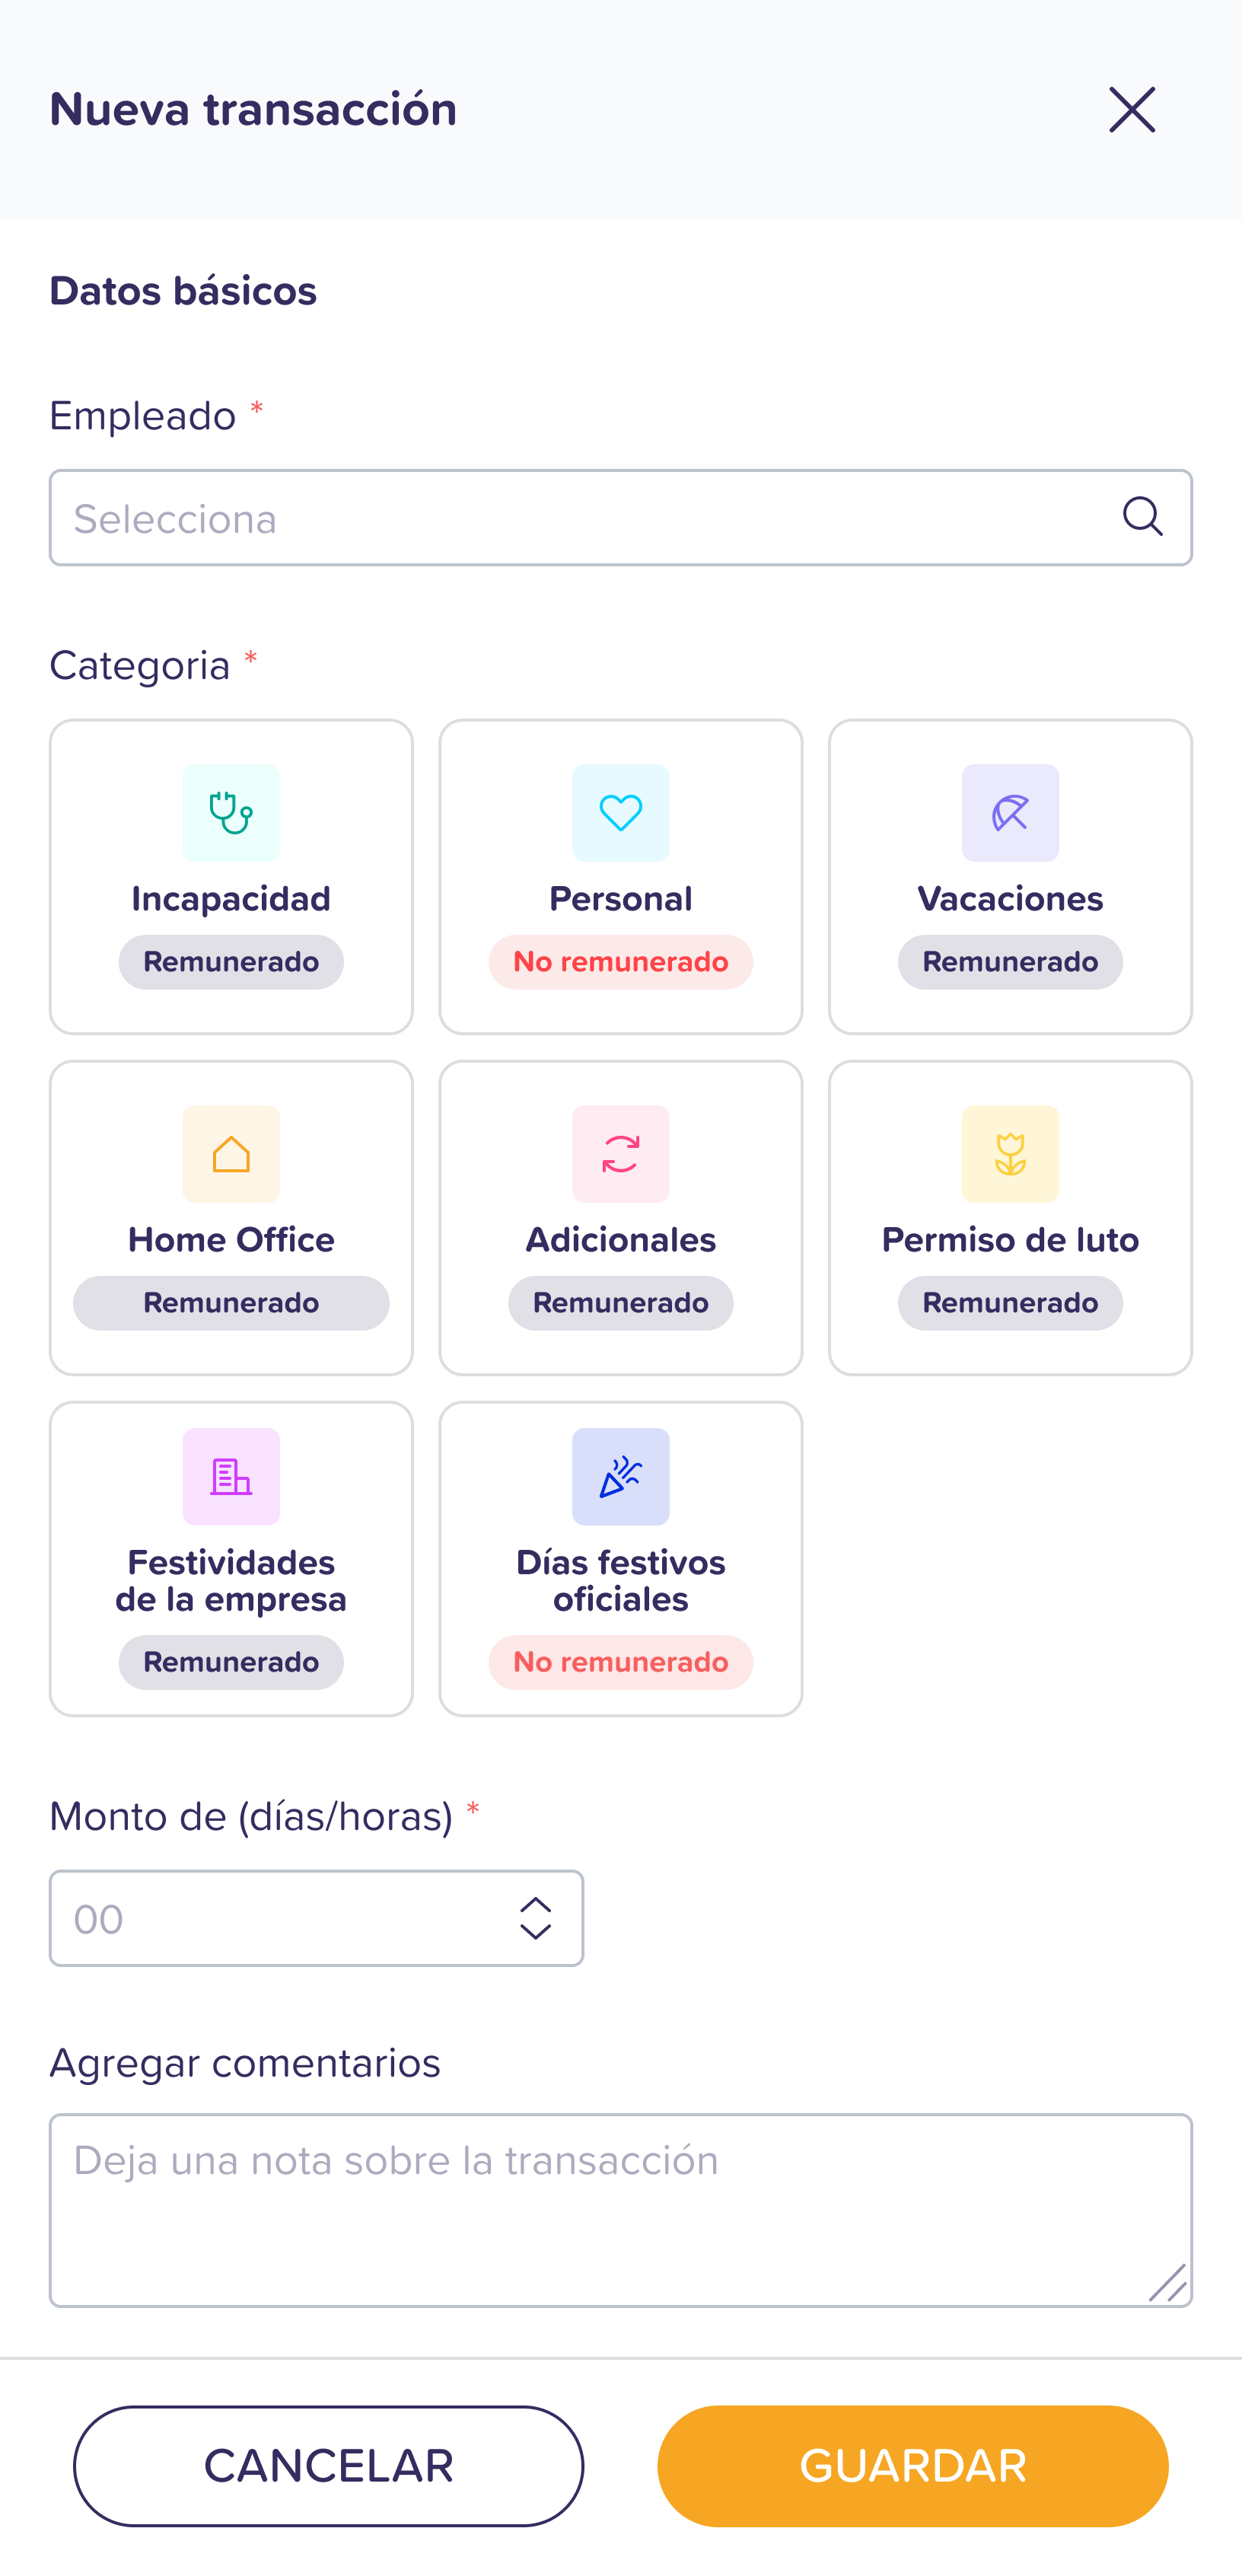 Nueva transacción
Datos básicos
Empleado *
Selecciona
Categoria *
Incapacidad
Remunerado
Personal
No remunerado
Vacaciones
Remunerado
Home Office
Remunerado
Adicionales
Remunerado
Permiso de luto
Remunerado
Festividades
de la empresa
Remunerado
Días festivos
oficiales
No remunerado
Monto de (días/horas) *
00
Agregar comentarios
Deja una nota sobre la transacción
CANCELAR
GUARDAR